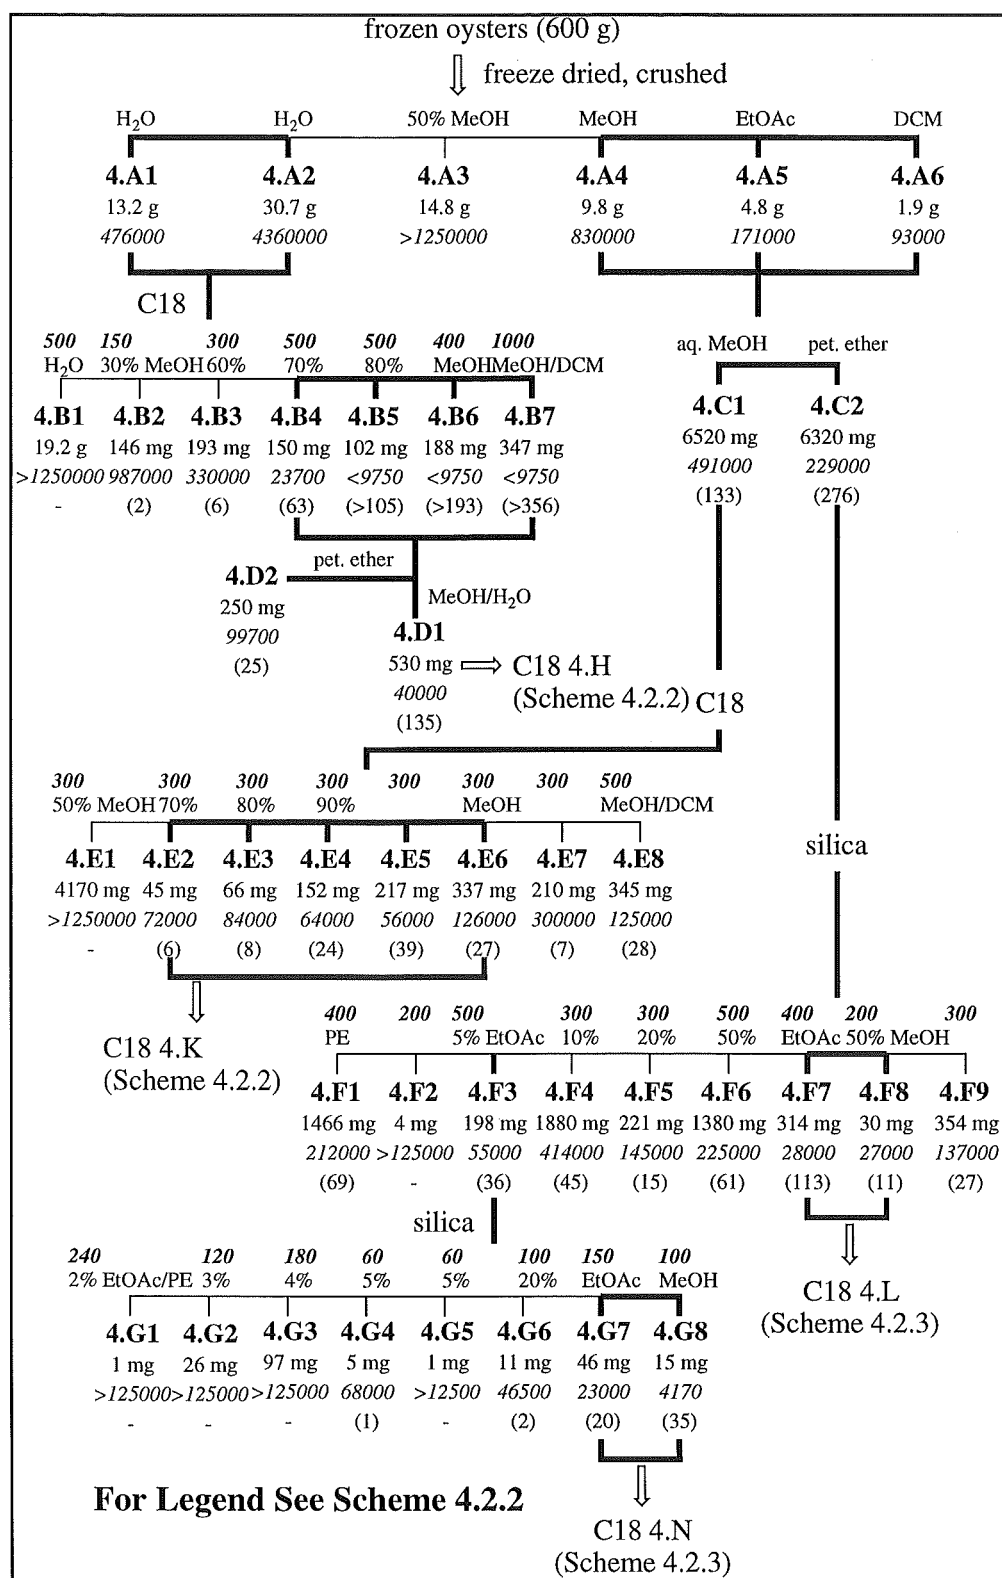 frozen oysters (600 g)
freeze dried, crushed
H₂O H₂O 50% MeOH MeOH EtOAc DCM
4.A1 4.A2 4.A3 4.A4 4.A5 4.A6
13.2 g 30.7 g 14.8 g 9.8 g 4.8 g 1.9 g
476000 4360000 >1250000 830000 171000 93000
C18
500 150 300 500 500 400 1000
H₂O 30% MeOH 60% 70% 80% MeOH MeOH/DCM
4.B1 4.B2 4.B3 4.B4 4.B5 4.B6 4.B7
19.2 g 146 mg 193 mg 150 mg 102 mg 188 mg 347 mg
>1250000 987000 330000 23700 <9750 <9750 <9750
- (2) (6) (63) (>105) (>193) (>356)
aq. MeOH pet. ether
4.C1 4.C2
6520 mg 6320 mg
491000 229000
(133) (276)
pet. ether
4.D2
250 mg
99700
(25)
MeOH/H₂O
4.D1
530 mg
40000
(135)
C18 4.H
(Scheme 4.2.2)
C18
300 300 300 300 300 300 300 500
50% MeOH 70% 80% 90% MeOH MeOH/DCM
4.E1 4.E2 4.E3 4.E4 4.E5 4.E6 4.E7 4.E8
4170 mg 45 mg 66 mg 152 mg 217 mg 337 mg 210 mg 345 mg
>1250000 72000 84000 64000 56000 126000 300000 125000
- (6) (8) (24) (39) (27) (7) (28)
silica
C18 4.K
(Scheme 4.2.2)
400 200 500 300 300 500 400 200 300
PE 5% EtOAc 10% 20% 50% EtOAc 50% MeOH
4.F1 4.F2 4.F3 4.F4 4.F5 4.F6 4.F7 4.F8 4.F9
1466 mg 4 mg 198 mg 1880 mg 221 mg 1380 mg 314 mg 30 mg 354 mg
212000 >125000 55000 414000 145000 225000 28000 27000 137000
(69) - (36) (45) (15) (61) (113) (11) (27)
silica
240 120 180 60 60 100 150 100
2% EtOAc/PE 3% 4% 5% 5% 20% EtOAc MeOH
4.G1 4.G2 4.G3 4.G4 4.G5 4.G6 4.G7 4.G8
1 mg 26 mg 97 mg 5 mg 1 mg 11 mg 46 mg 15 mg
>125000 >125000 >125000 68000 >12500 46500 23000 4170
- - - (1) - (2) (20) (35)
C18 4.L
(Scheme 4.2.3)
For Legend See Scheme 4.2.2
C18 4.N
(Scheme 4.2.3)